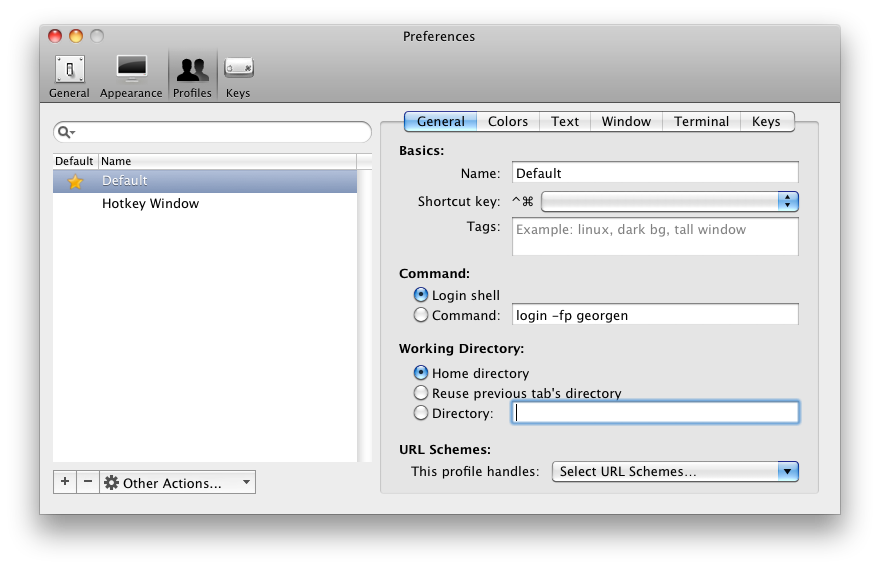 Preferences
General Appearance Profiles Keys
General Colors Text Window Terminal Keys
Default Name
Default
Hotkey Window
+ − Other Actions...
Basics:
Name: Default
Shortcut key: ^⌘
Tags: Example: linux, dark bg, tall window
Command:
Login shell
Command: login -fp georgen
Working Directory:
Home directory
Reuse previous tab's directory
Directory:
URL Schemes:
This profile handles: Select URL Schemes...